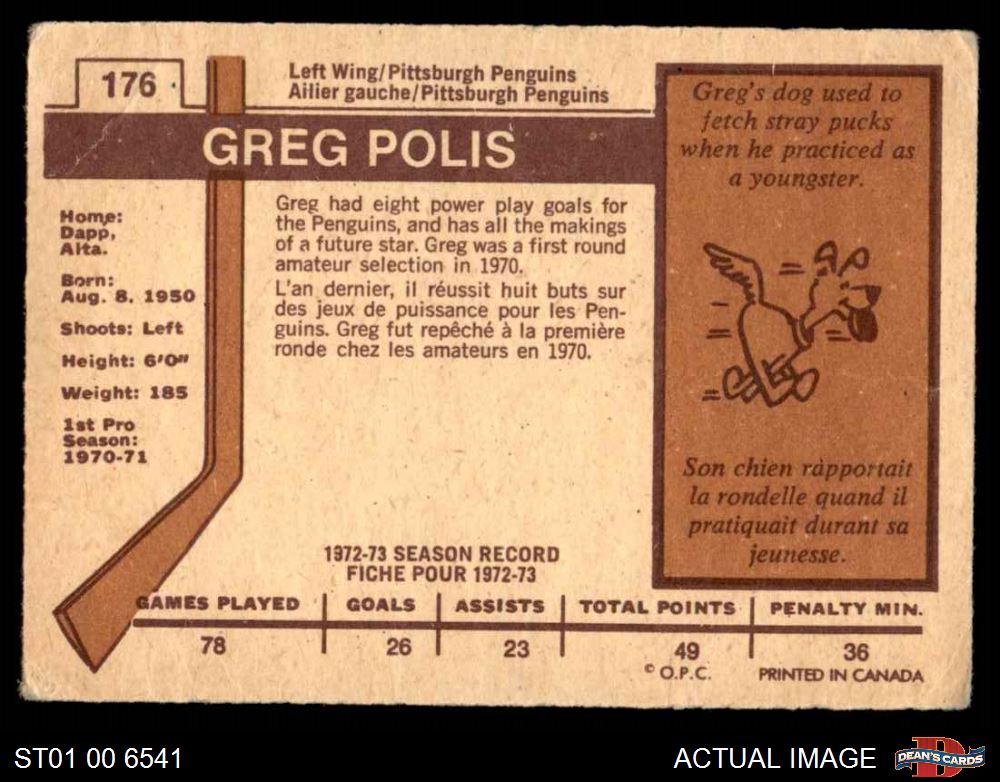 176
Left Wing/Pittsburgh Penguins
Ailier gauche/Pittsburgh Penguins
GREG POLIS
Home:
Dapp,
Alta.
Born:
Aug. 8, 1950
Shoots: Left
Height: 6'0"
Weight: 185
1st Pro
Season:
1970-71
Greg had eight power play goals for
the Penguins, and has all the makings
of a future star. Greg was a first round
amateur selection in 1970.
L'an dernier, il réussit huit buts sur
des jeux de puissance pour les Pen-
guins. Greg fut repêché à la première
ronde chez les amateurs en 1970.
Greg's dog used to
fetch stray pucks
when he practiced as
a youngster.
Son chien rapportait
la rondelle quand il
pratiquait durant sa
jeunesse.
1972-73 SEASON RECORD
FICHE POUR 1972-73
GAMES PLAYED GOALS ASSISTS TOTAL POINTS PENALTY MIN.
78 26 23 49 36
© O.P.C. PRINTED IN CANADA
ST01 00 6541 ACTUAL IMAGE
D
DEAN'S CARDS